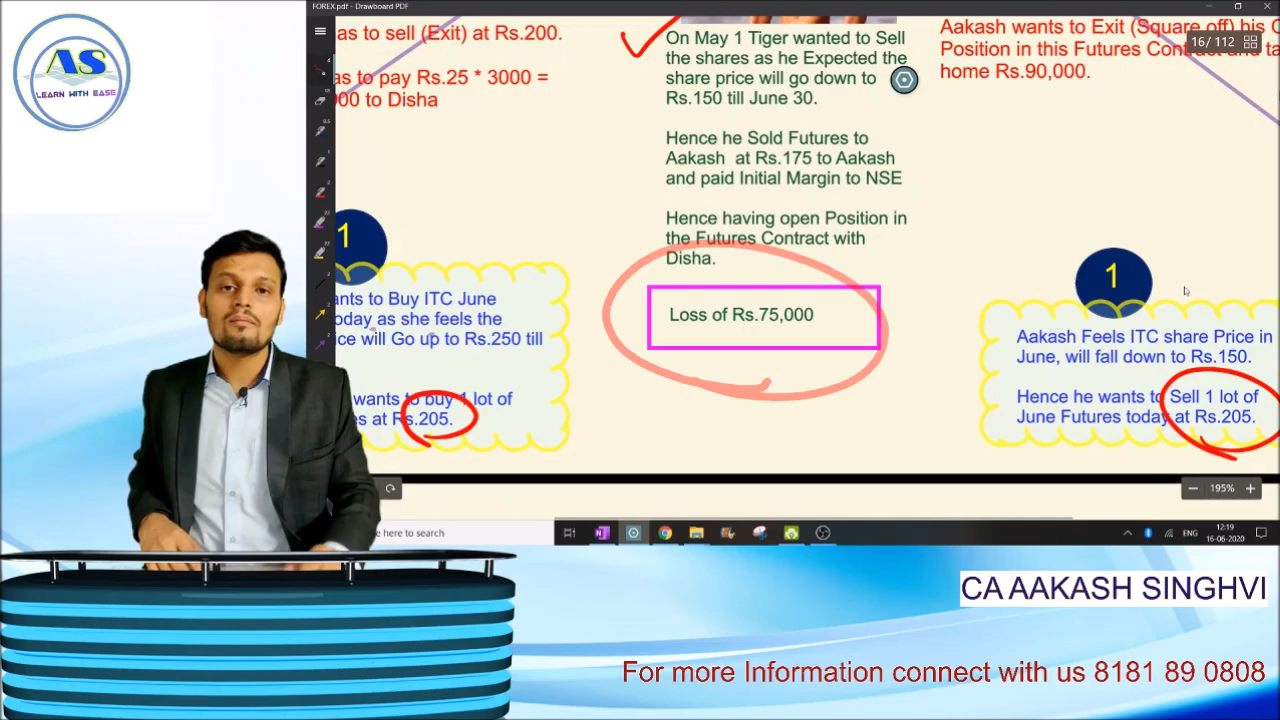 FOREX.pdf - Drawboard PDF
AS
LEARN WITH EASE
as to sell (Exit) at Rs.200.
as to pay Rs.25 * 3000 =
000 to Disha
On May 1 Tiger wanted to Sell
the shares as he Expected the
share price will go down to
Rs.150 till June 30.
Hence he Sold Futures to
Aakash at Rs.175 to Aakash
and paid Initial Margin to NSE
Hence having open Position in
the Futures Contract with
Disha.
Loss of Rs.75,000
Aakash wants to Exit (Square off) his
Position in this Futures Contract and
home Rs.90,000.
16 / 112
1
ants to Buy ITC June
oday as she feels the
ice will Go up to Rs.250 till
wants to buy 1 lot of
es at Rs.205.
1
Aakash Feels ITC share Price in
June, will fall down to Rs.150.
Hence he wants to Sell 1 lot of
June Futures today at Rs.205.
195%
e here to search
ENG
12:19
16-06-2020
CA AAKASH SINGHVI
For more Information connect with us 8181 89 0808